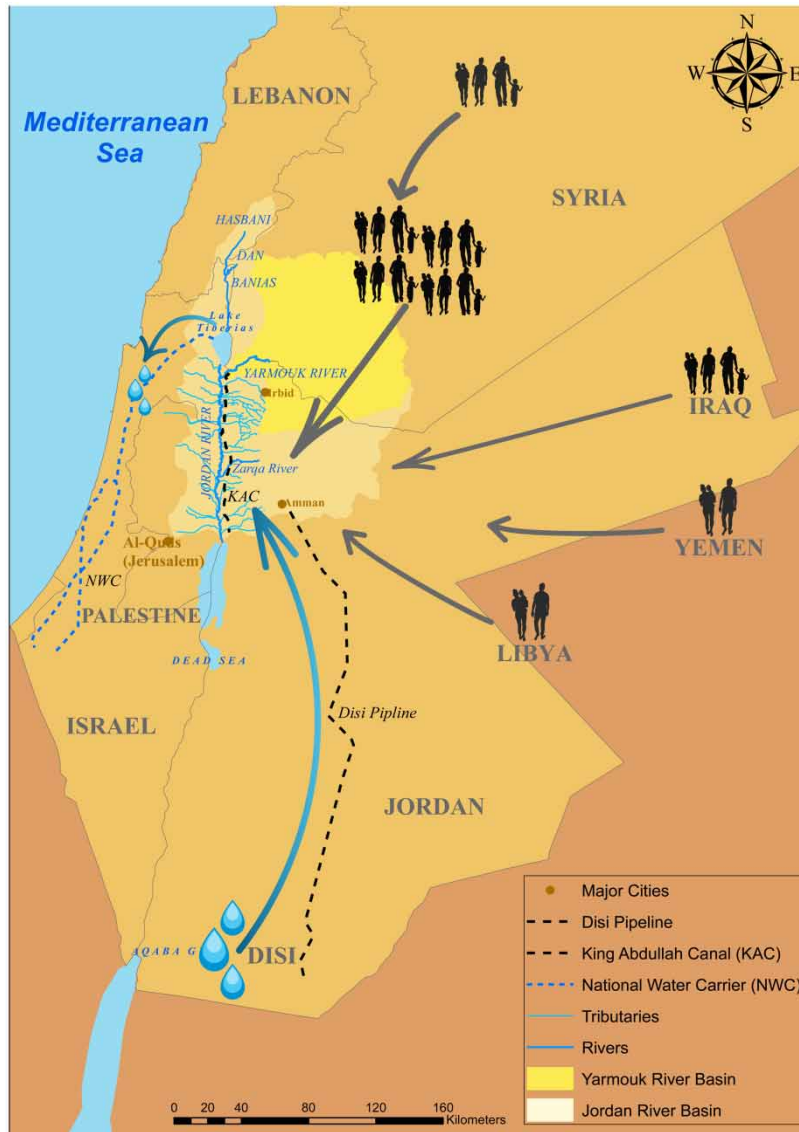 N
W
E
S
LEBANON
Mediterranean
Sea
SYRIA
HASBANI
DAN
BANIAS
Lake
Tiberias
YARMOUK RIVER
Irbid
IRAQ
JORDAN RIVER
Zarqa River
KAC
Amman
YEMEN
Al-Quds
(Jerusalem)
NWC
PALESTINE
LIBYA
DEAD SEA
Disi Pipline
ISRAEL
JORDAN
AQABA G
DISI
Major Cities
Disi Pipeline
King Abdullah Canal (KAC)
National Water Carrier (NWC)
Tributaries
Rivers
Yarmouk River Basin
Jordan River Basin
0 20 40 80 120 160
Kilometers